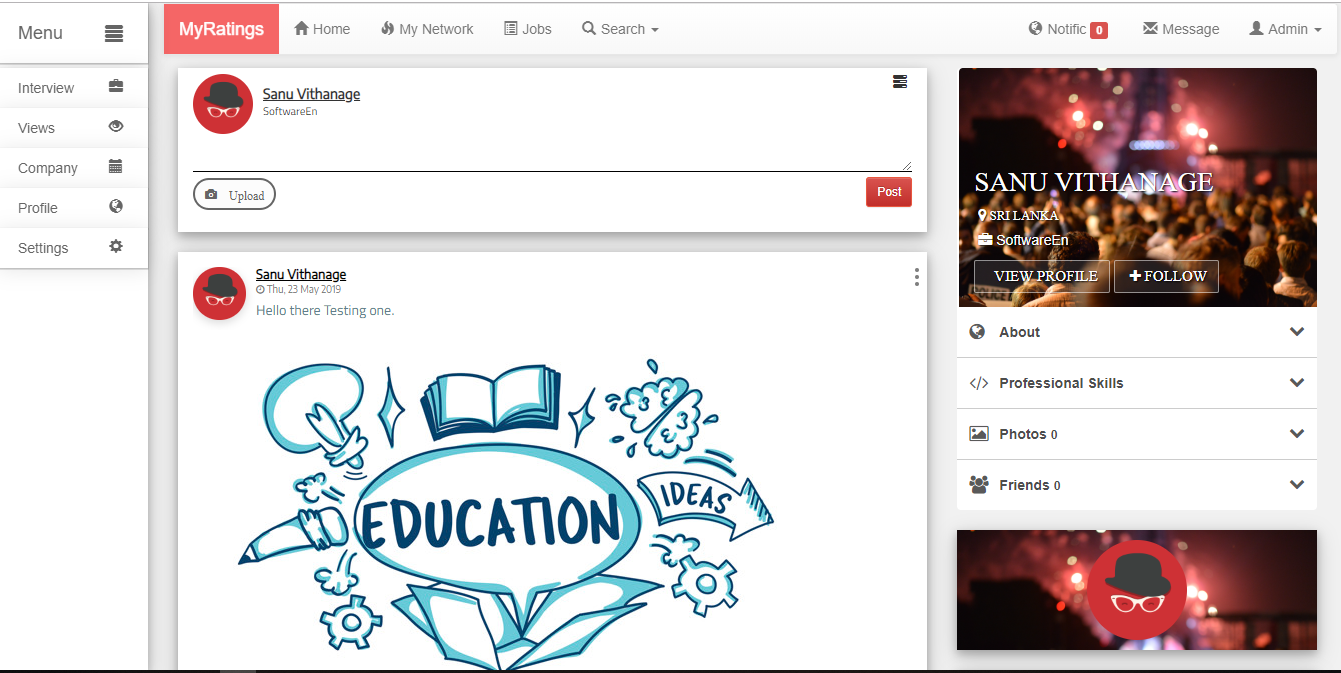 Menu
Interview
Views
Company
Profile
Settings
MyRatings Home My Network Jobs Search Notific 0 Message Admin
Sanu Vithanage
SoftwareEn
Upload
Post
Sanu Vithanage
Thu, 23 May 2019
Hello there Testing one.
EDUCATION
IDEAS
SANU VITHANAGE
SRI LANKA
SoftwareEn
VIEW PROFILE FOLLOW
POLICE
About
</> Professional Skills
Photos 0
Friends 0